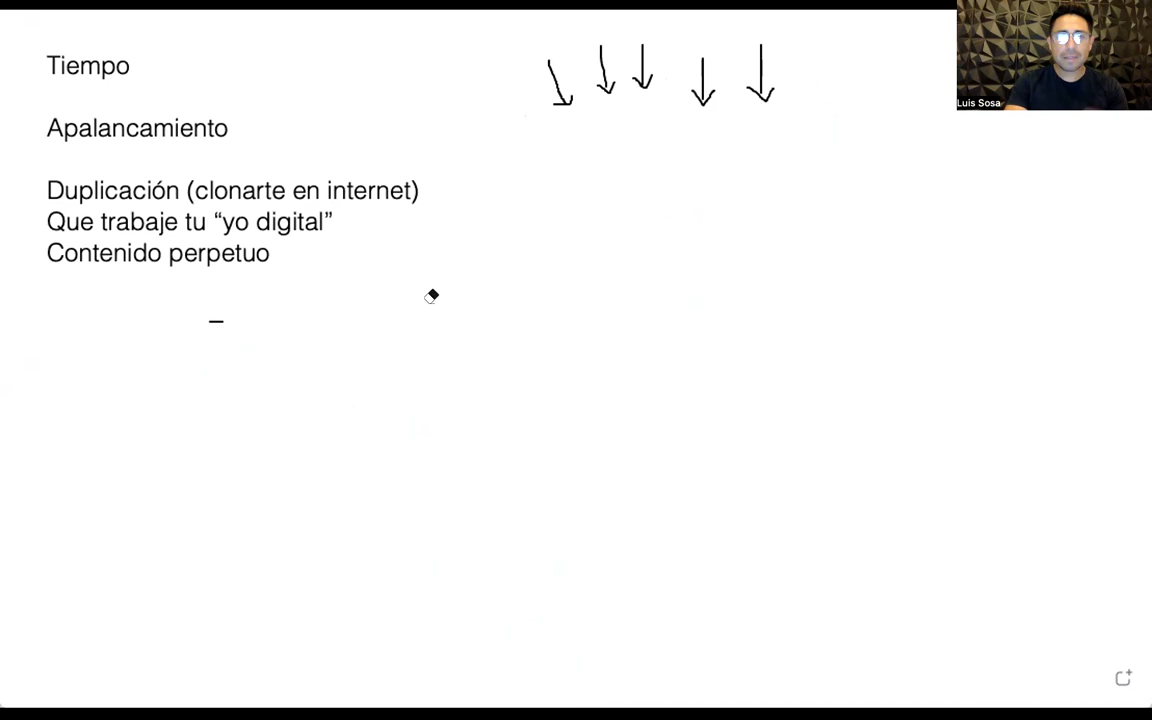 Tiempo
Apalancamiento
Duplicación (clonarte en internet)
Que trabaje tu “yo digital”
Contenido perpetuo
Luis Sosa